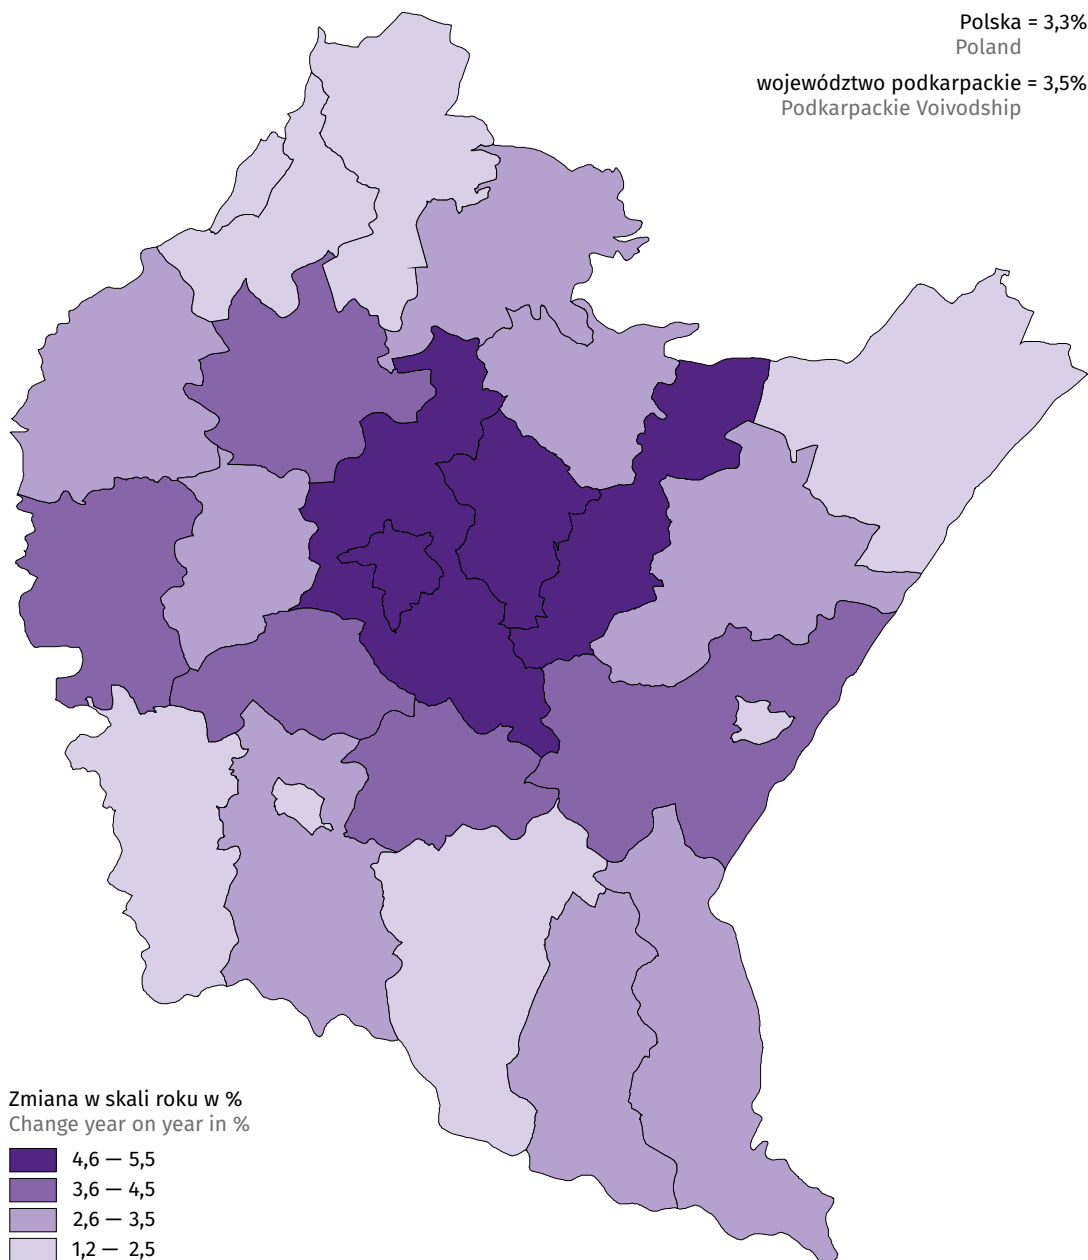 Polska = 3,3%
Poland
województwo podkarpackie = 3,5%
Podkarpackie Voivodship
Zmiana w skali roku w %
Change year on year in %
4,6 — 5,5
3,6 — 4,5
2,6 — 3,5
1,2 — 2,5